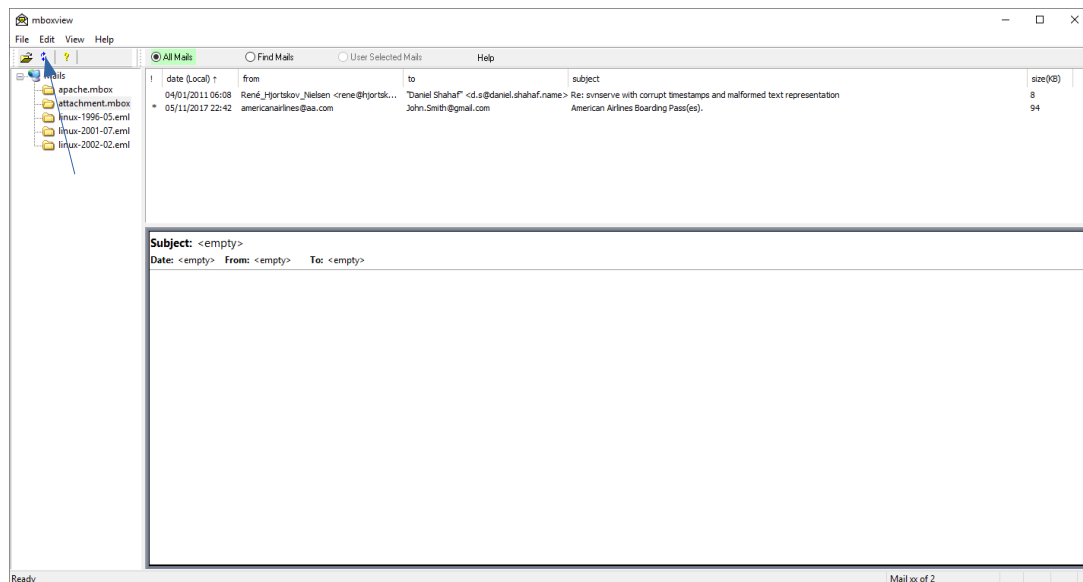 mboxview
File Edit View Help
?
All Mails Find Mails User Selected Mails Help
Mails
apache.mbox
attachment.mbox
linux-1996-05.eml
linux-2001-07.eml
linux-2002-02.eml
! date (Local) ↑ from to subject size(KB)
04/01/2011 06:08 René_Hjortskov_Nielsen <rene@hjortsk... "Daniel Shahaf" <d.s@daniel.shahaf.name> Re: svnserve with corrupt timestamps and malformed text representation 8
* 05/11/2017 22:42 americanairlines@aa.com John.Smith@gmail.com American Airlines Boarding Pass(es). 94
Subject: <empty>
Date: <empty> From: <empty> To: <empty>
Ready Mail xx of 2